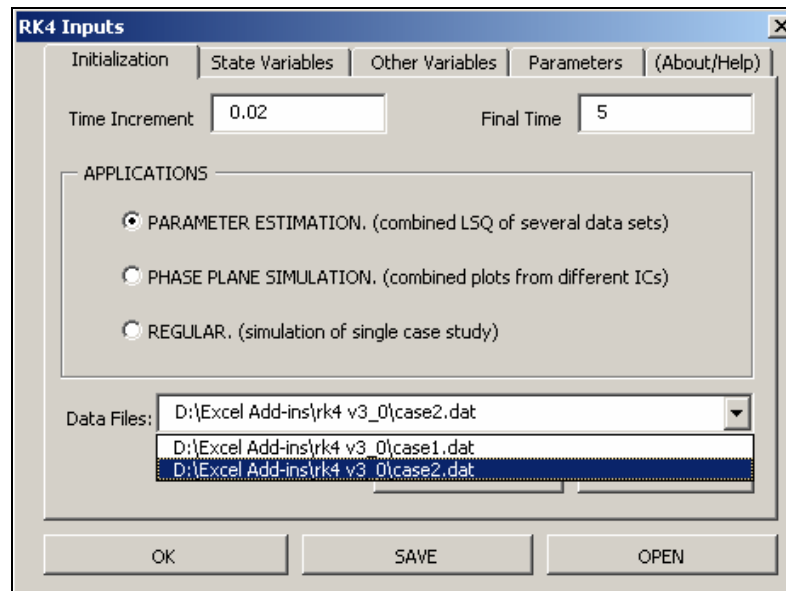 RK4 Inputs
Initialization State Variables Other Variables Parameters (About/Help)
Time Increment 0.02 Final Time 5
APPLICATIONS
PARAMETER ESTIMATION. (combined LSQ of several data sets)
PHASE PLANE SIMULATION. (combined plots from different ICs)
REGULAR. (simulation of single case study)
Data Files: D:\Excel Add-ins\rk4 v3_0\case2.dat
D:\Excel Add-ins\rk4 v3_0\case1.dat
D:\Excel Add-ins\rk4 v3_0\case2.dat
OK SAVE OPEN